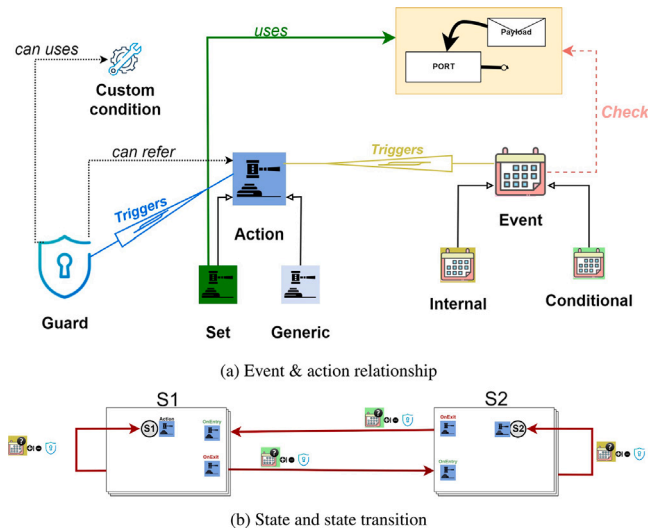 uses
Payload
PORT
can uses
Custom
condition
Check
can refer
Triggers
Triggers
Event
Action
Guard
Set
Generic
Internal
Conditional
(a) Event & action relationship
S1
S2
S1
Action
OnEntry
OnExit
OnExit
OnEntry
S2
(b) State and state transition